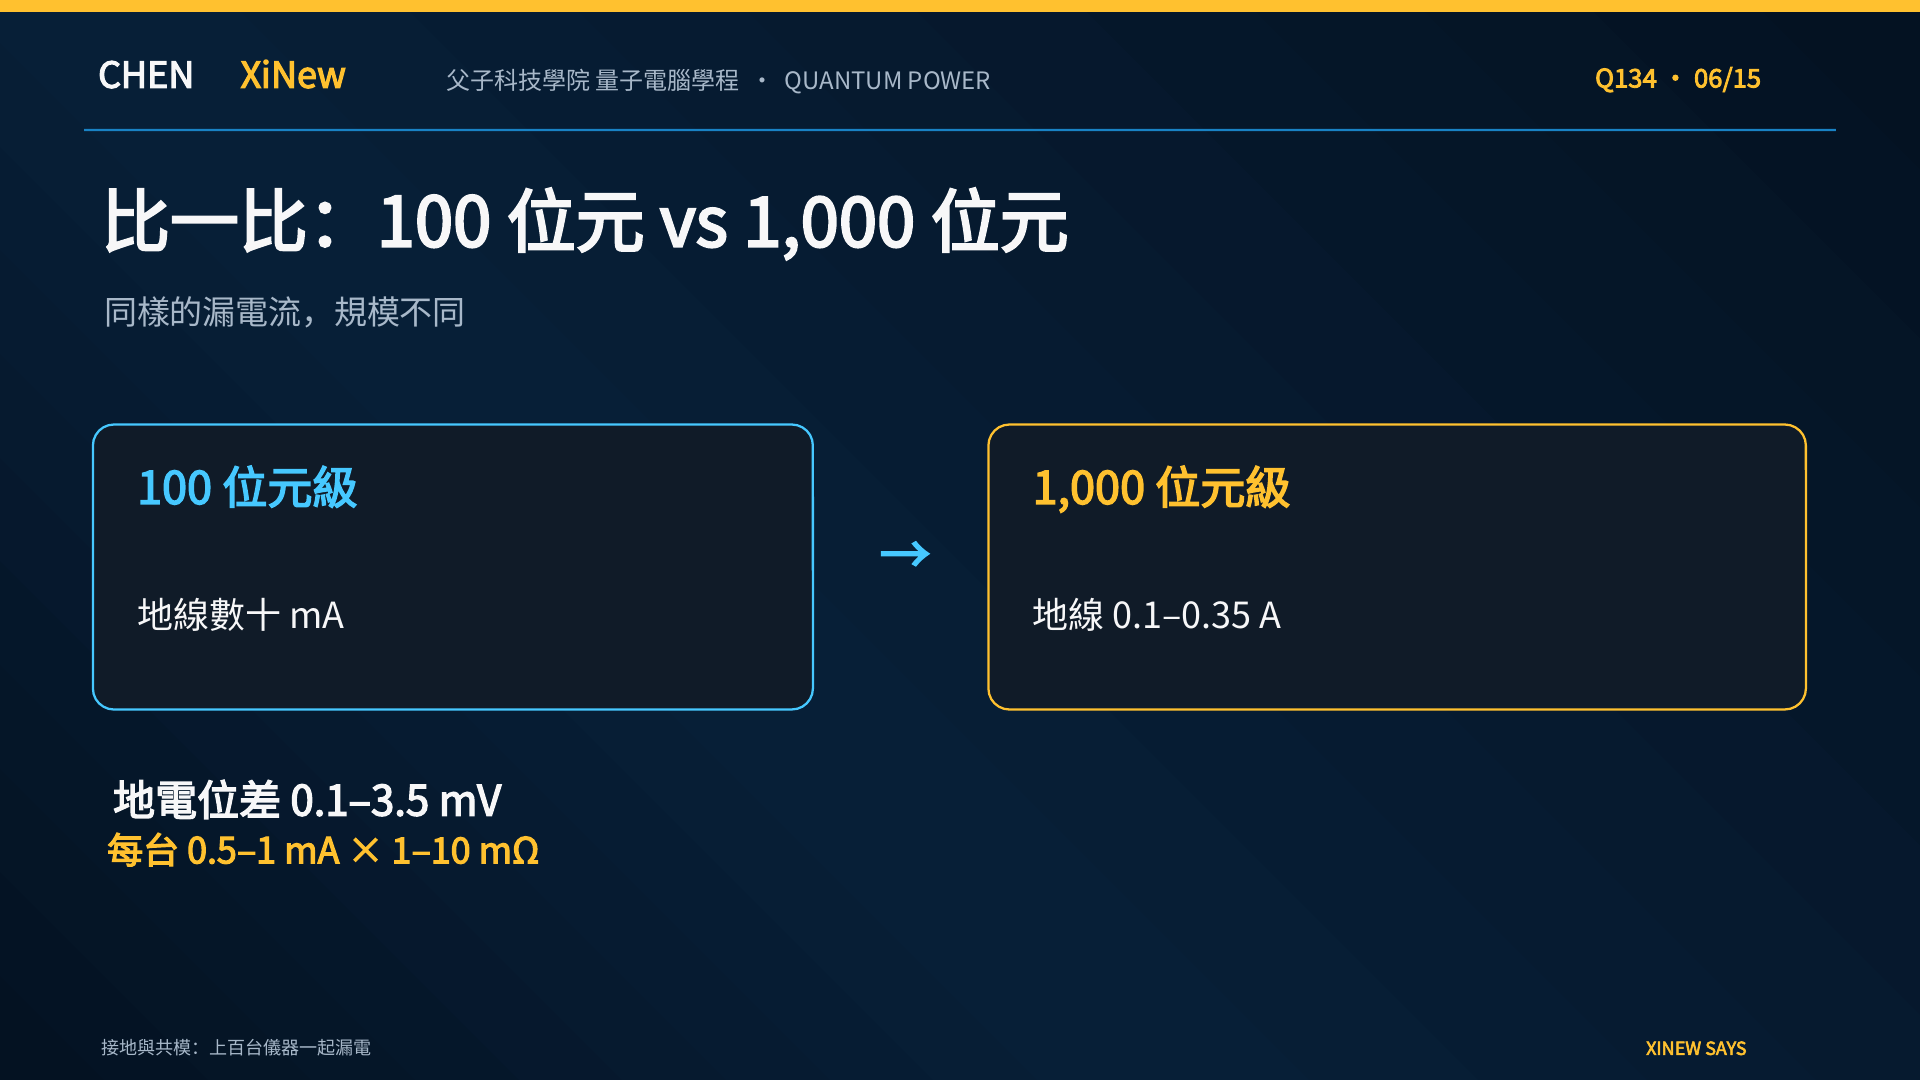 CHEN XiNew 父子科技學院 量子電腦學程 · QUANTUM POWER Q134 · 06/15
比一比：100 位元 vs 1,000 位元
同樣的漏電流，規模不同
100 位元級
地線數十 mA
→
1,000 位元級
地線 0.1–0.35 A
地電位差 0.1–3.5 mV
每台 0.5–1 mA × 1–10 mΩ
接地與共模：上百台儀器一起漏電
XINEW SAYS